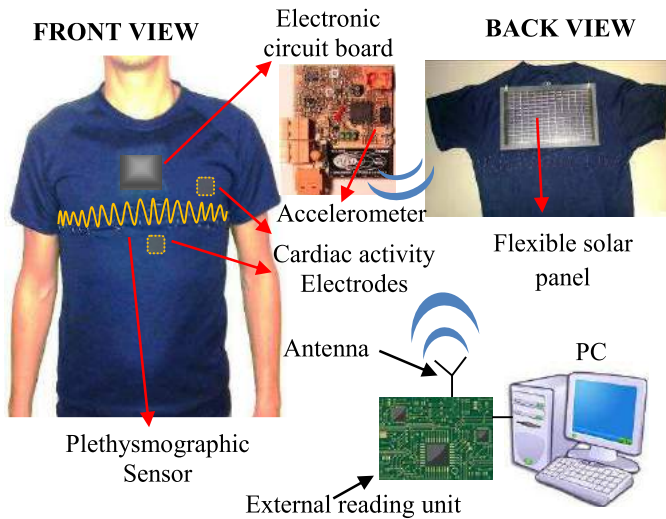 FRONT VIEW
Electronic
circuit board
BACK VIEW
Accelerometer
Cardiac activity
Electrodes
Flexible solar
panel
Antenna
PC
Plethysmographic
Sensor
External reading unit